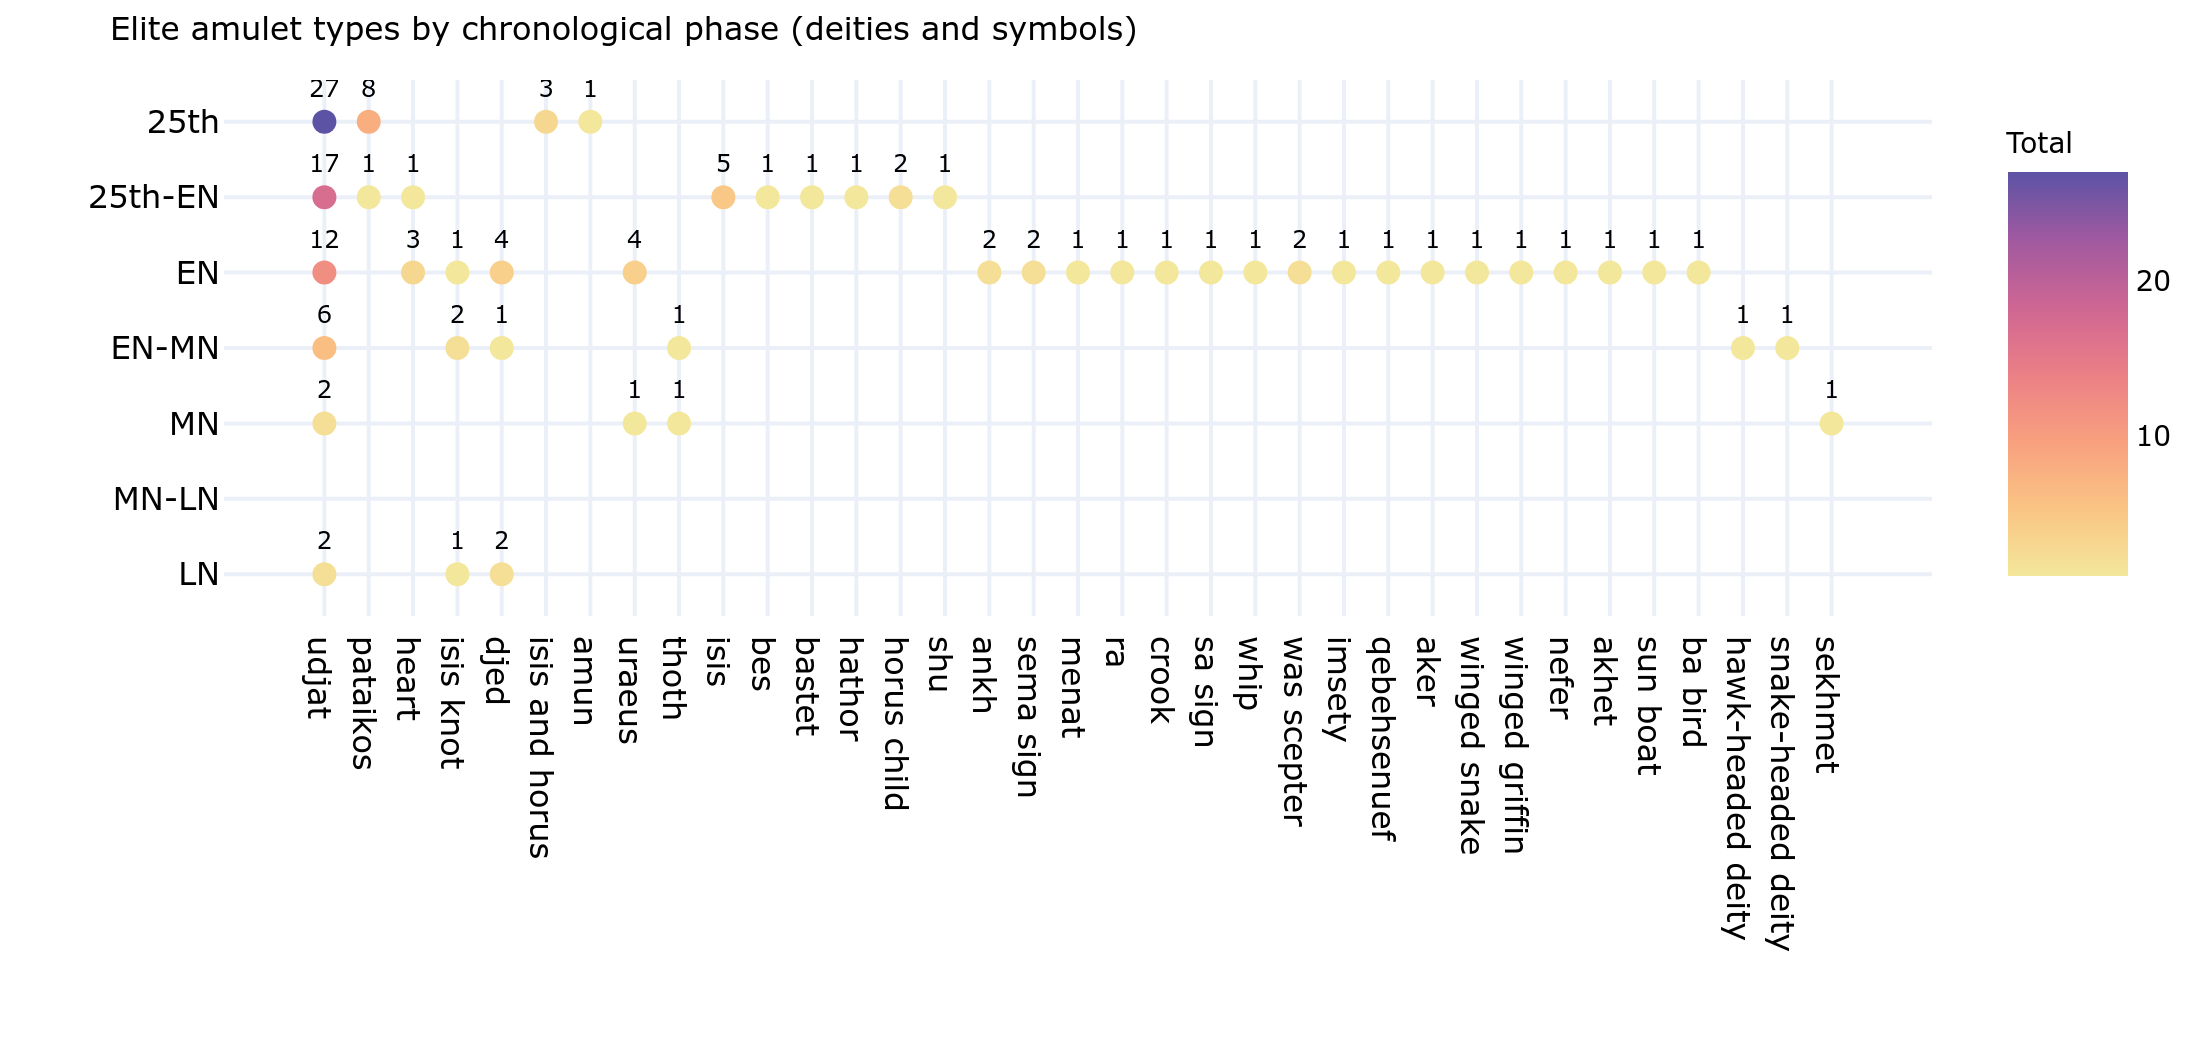 Elite amulet types by chronological phase (deities and symbols)
27 8 3 1
25th
17 1 1 5 1 1 1 2 1
25th-EN
12 3 1 4 4 2 2 1 1 1 1 1 2 1 1 1 1 1 1 1 1 1
EN
6 2 1 1 1 1
EN-MN
2 1 1 1
MN
MN-LN
2 1 2
LN
udjat
pataikos
heart
isis knot
djed
isis and horus
amun
uraeus
thoth
isis
bes
bastet
hathor
horus child
shu
ankh
sema sign
menat
ra
crook
sa sign
whip
was scepter
imsety
qebehsenuef
aker
winged snake
winged griffin
nefer
akhet
sun boat
ba bird
hawk-headed deity
snake-headed deity
sekhmet
Total
20
10